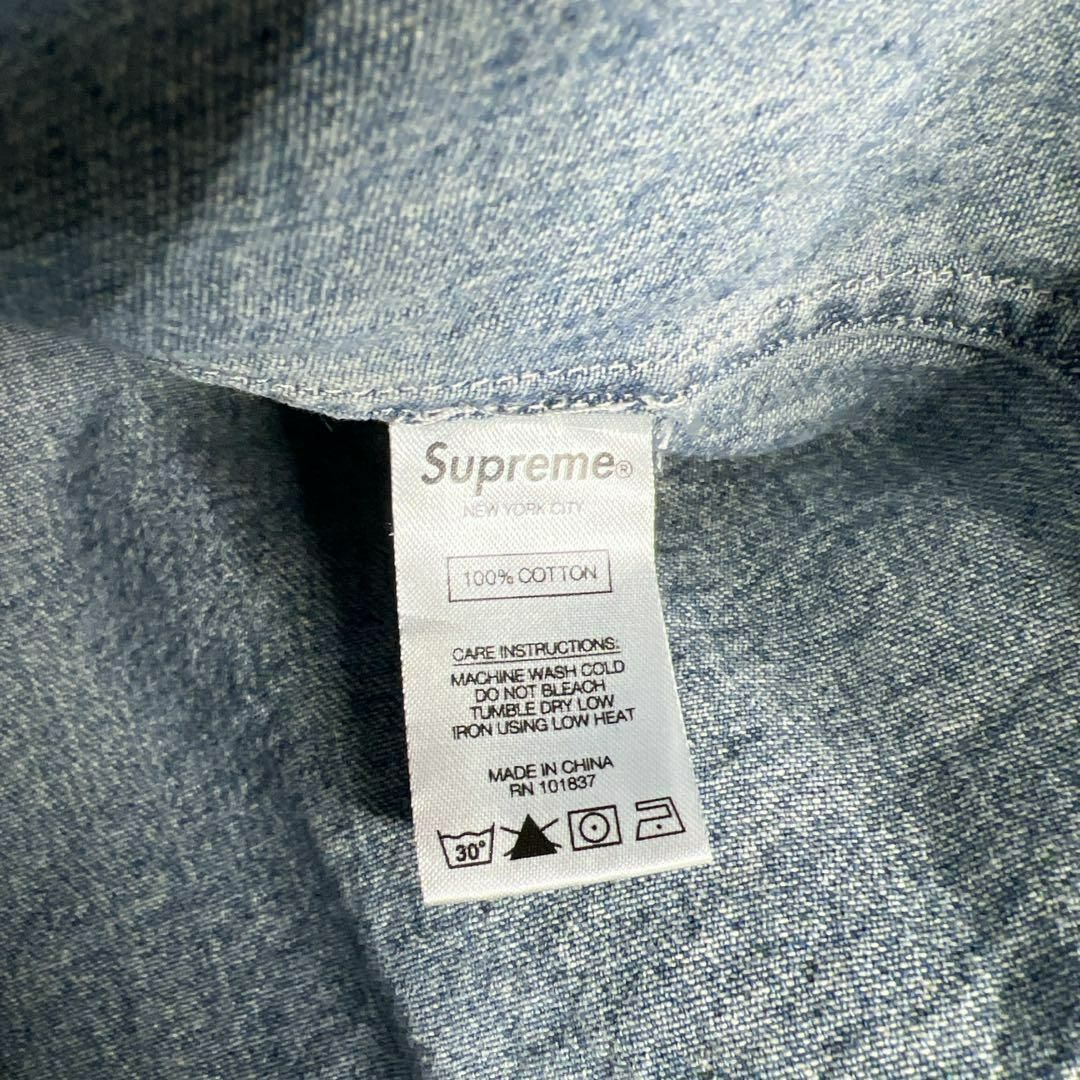 Supreme®
NEW YORK CITY
100% COTTON
CARE INSTRUCTIONS:
MACHINE WASH COLD
DO NOT BLEACH
TUMBLE DRY LOW
IRON USING LOW HEAT
MADE IN CHINA
RN 101837
30°